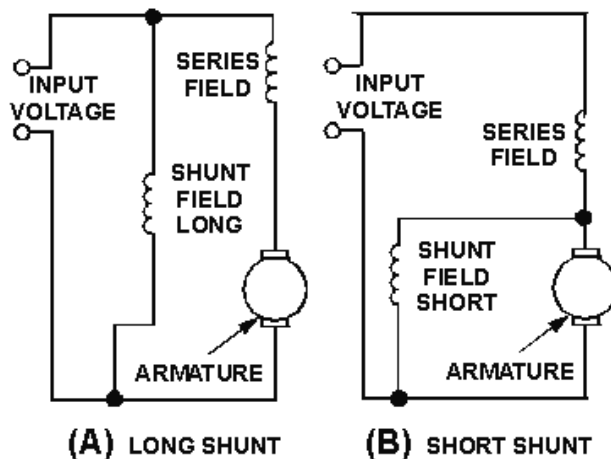 INPUT
VOLTAGE
SERIES
FIELD
SHUNT
FIELD
LONG
ARMATURE
(A) LONG SHUNT
INPUT
VOLTAGE
SERIES
FIELD
SHUNT
FIELD
SHORT
ARMATURE
(B) SHORT SHUNT